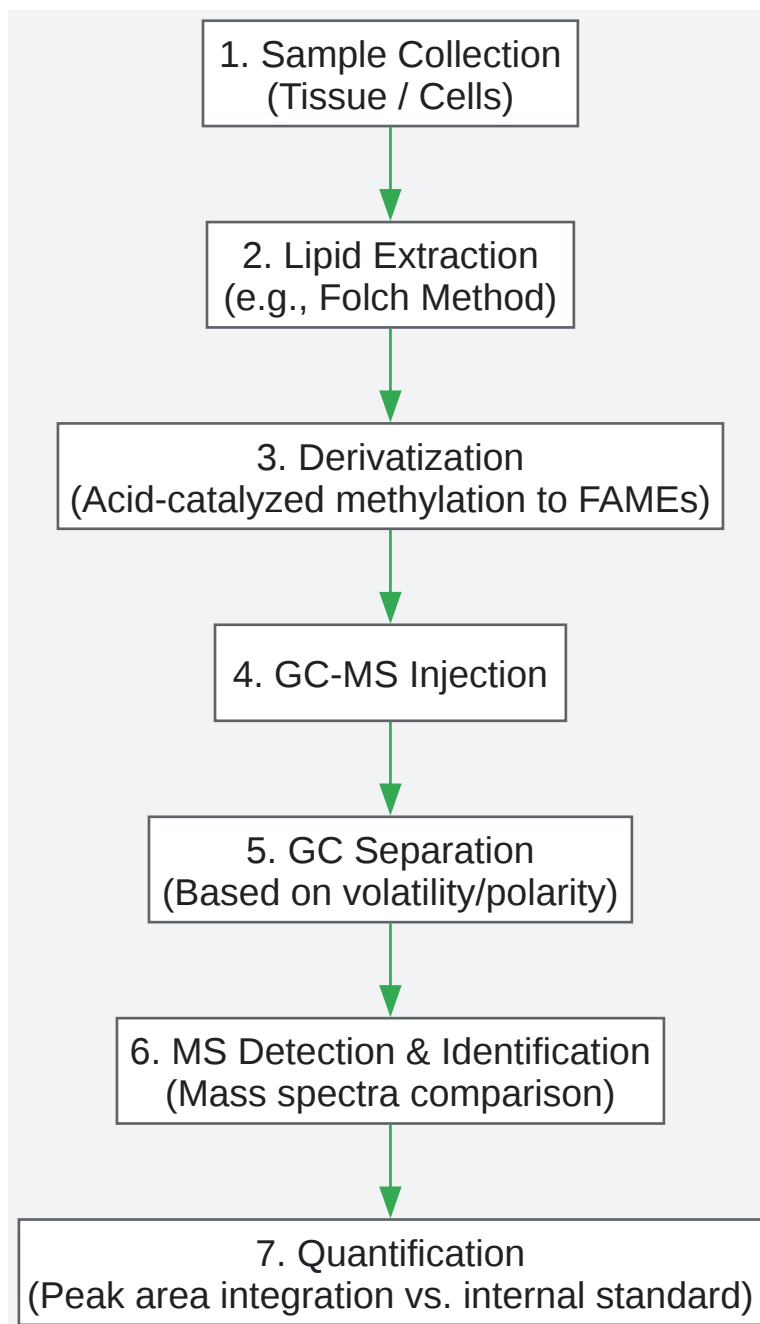 1. Sample Collection
(Tissue / Cells)
2. Lipid Extraction
(e.g., Folch Method)
3. Derivatization
(Acid-catalyzed methylation to FAMEs)
4. GC-MS Injection
5. GC Separation
(Based on volatility/polarity)
6. MS Detection & Identification
(Mass spectra comparison)
7. Quantification
(Peak area integration vs. internal standard)